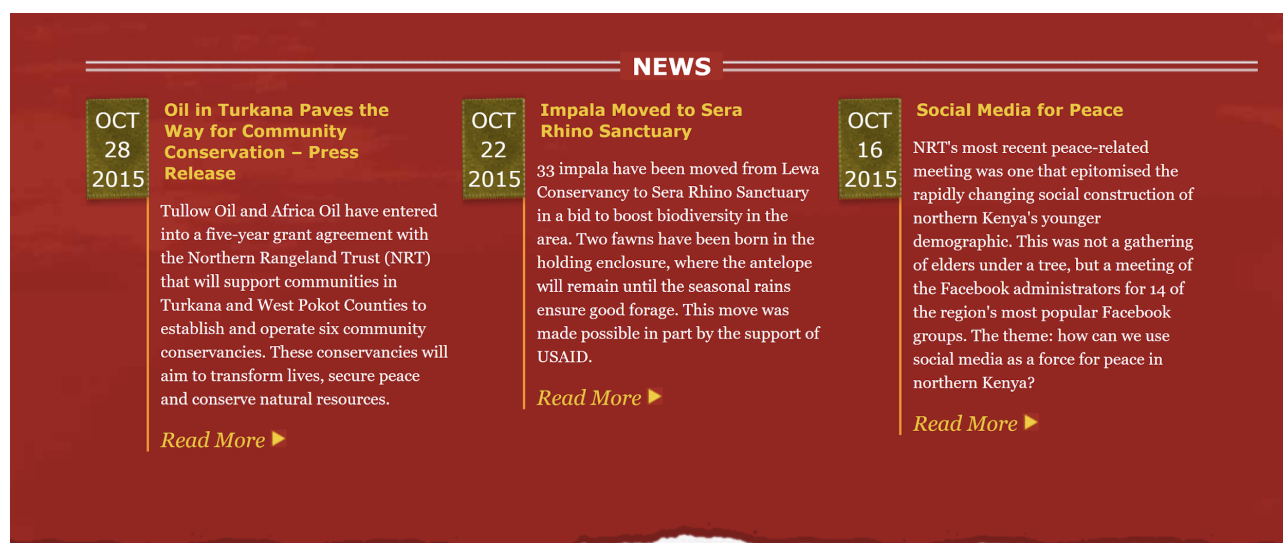 NEWS
OCT
28
2015
Oil in Turkana Paves the
Way for Community
Conservation – Press
Release
Tullow Oil and Africa Oil have entered
into a five-year grant agreement with
the Northern Rangeland Trust (NRT)
that will support communities in
Turkana and West Pokot Counties to
establish and operate six community
conservancies. These conservancies will
aim to transform lives, secure peace
and conserve natural resources.
Read More
OCT
22
2015
Impala Moved to Sera
Rhino Sanctuary
33 impala have been moved from Lewa
Conservancy to Sera Rhino Sanctuary
in a bid to boost biodiversity in the
area. Two fawns have been born in the
holding enclosure, where the antelope
will remain until the seasonal rains
ensure good forage. This move was
made possible in part by the support of
USAID.
Read More
OCT
16
2015
Social Media for Peace
NRT's most recent peace-related
meeting was one that epitomised the
rapidly changing social construction of
northern Kenya's younger
demographic. This was not a gathering
of elders under a tree, but a meeting of
the Facebook administrators for 14 of
the region's most popular Facebook
groups. The theme: how can we use
social media as a force for peace in
northern Kenya?
Read More